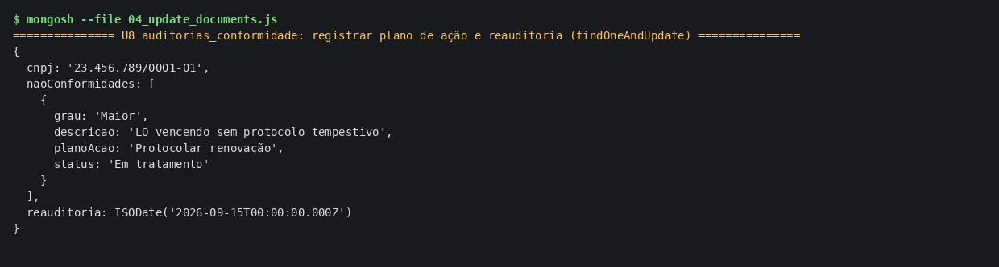 $ mongosh --file 04_update_documents.js
=============== U8 auditorias_conformidade: registrar plano de ação e reauditoria (findOneAndUpdate) ===============
{
  cnpj: '23.456.789/0001-01',
  naoConformidades: [
    {
      grau: 'Maior',
      descricao: 'LO vencendo sem protocolo tempestivo',
      planoAcao: 'Protocolar renovação',
      status: 'Em tratamento'
    }
  ],
  reauditoria: ISODate('2026-09-15T00:00:00.000Z')
}